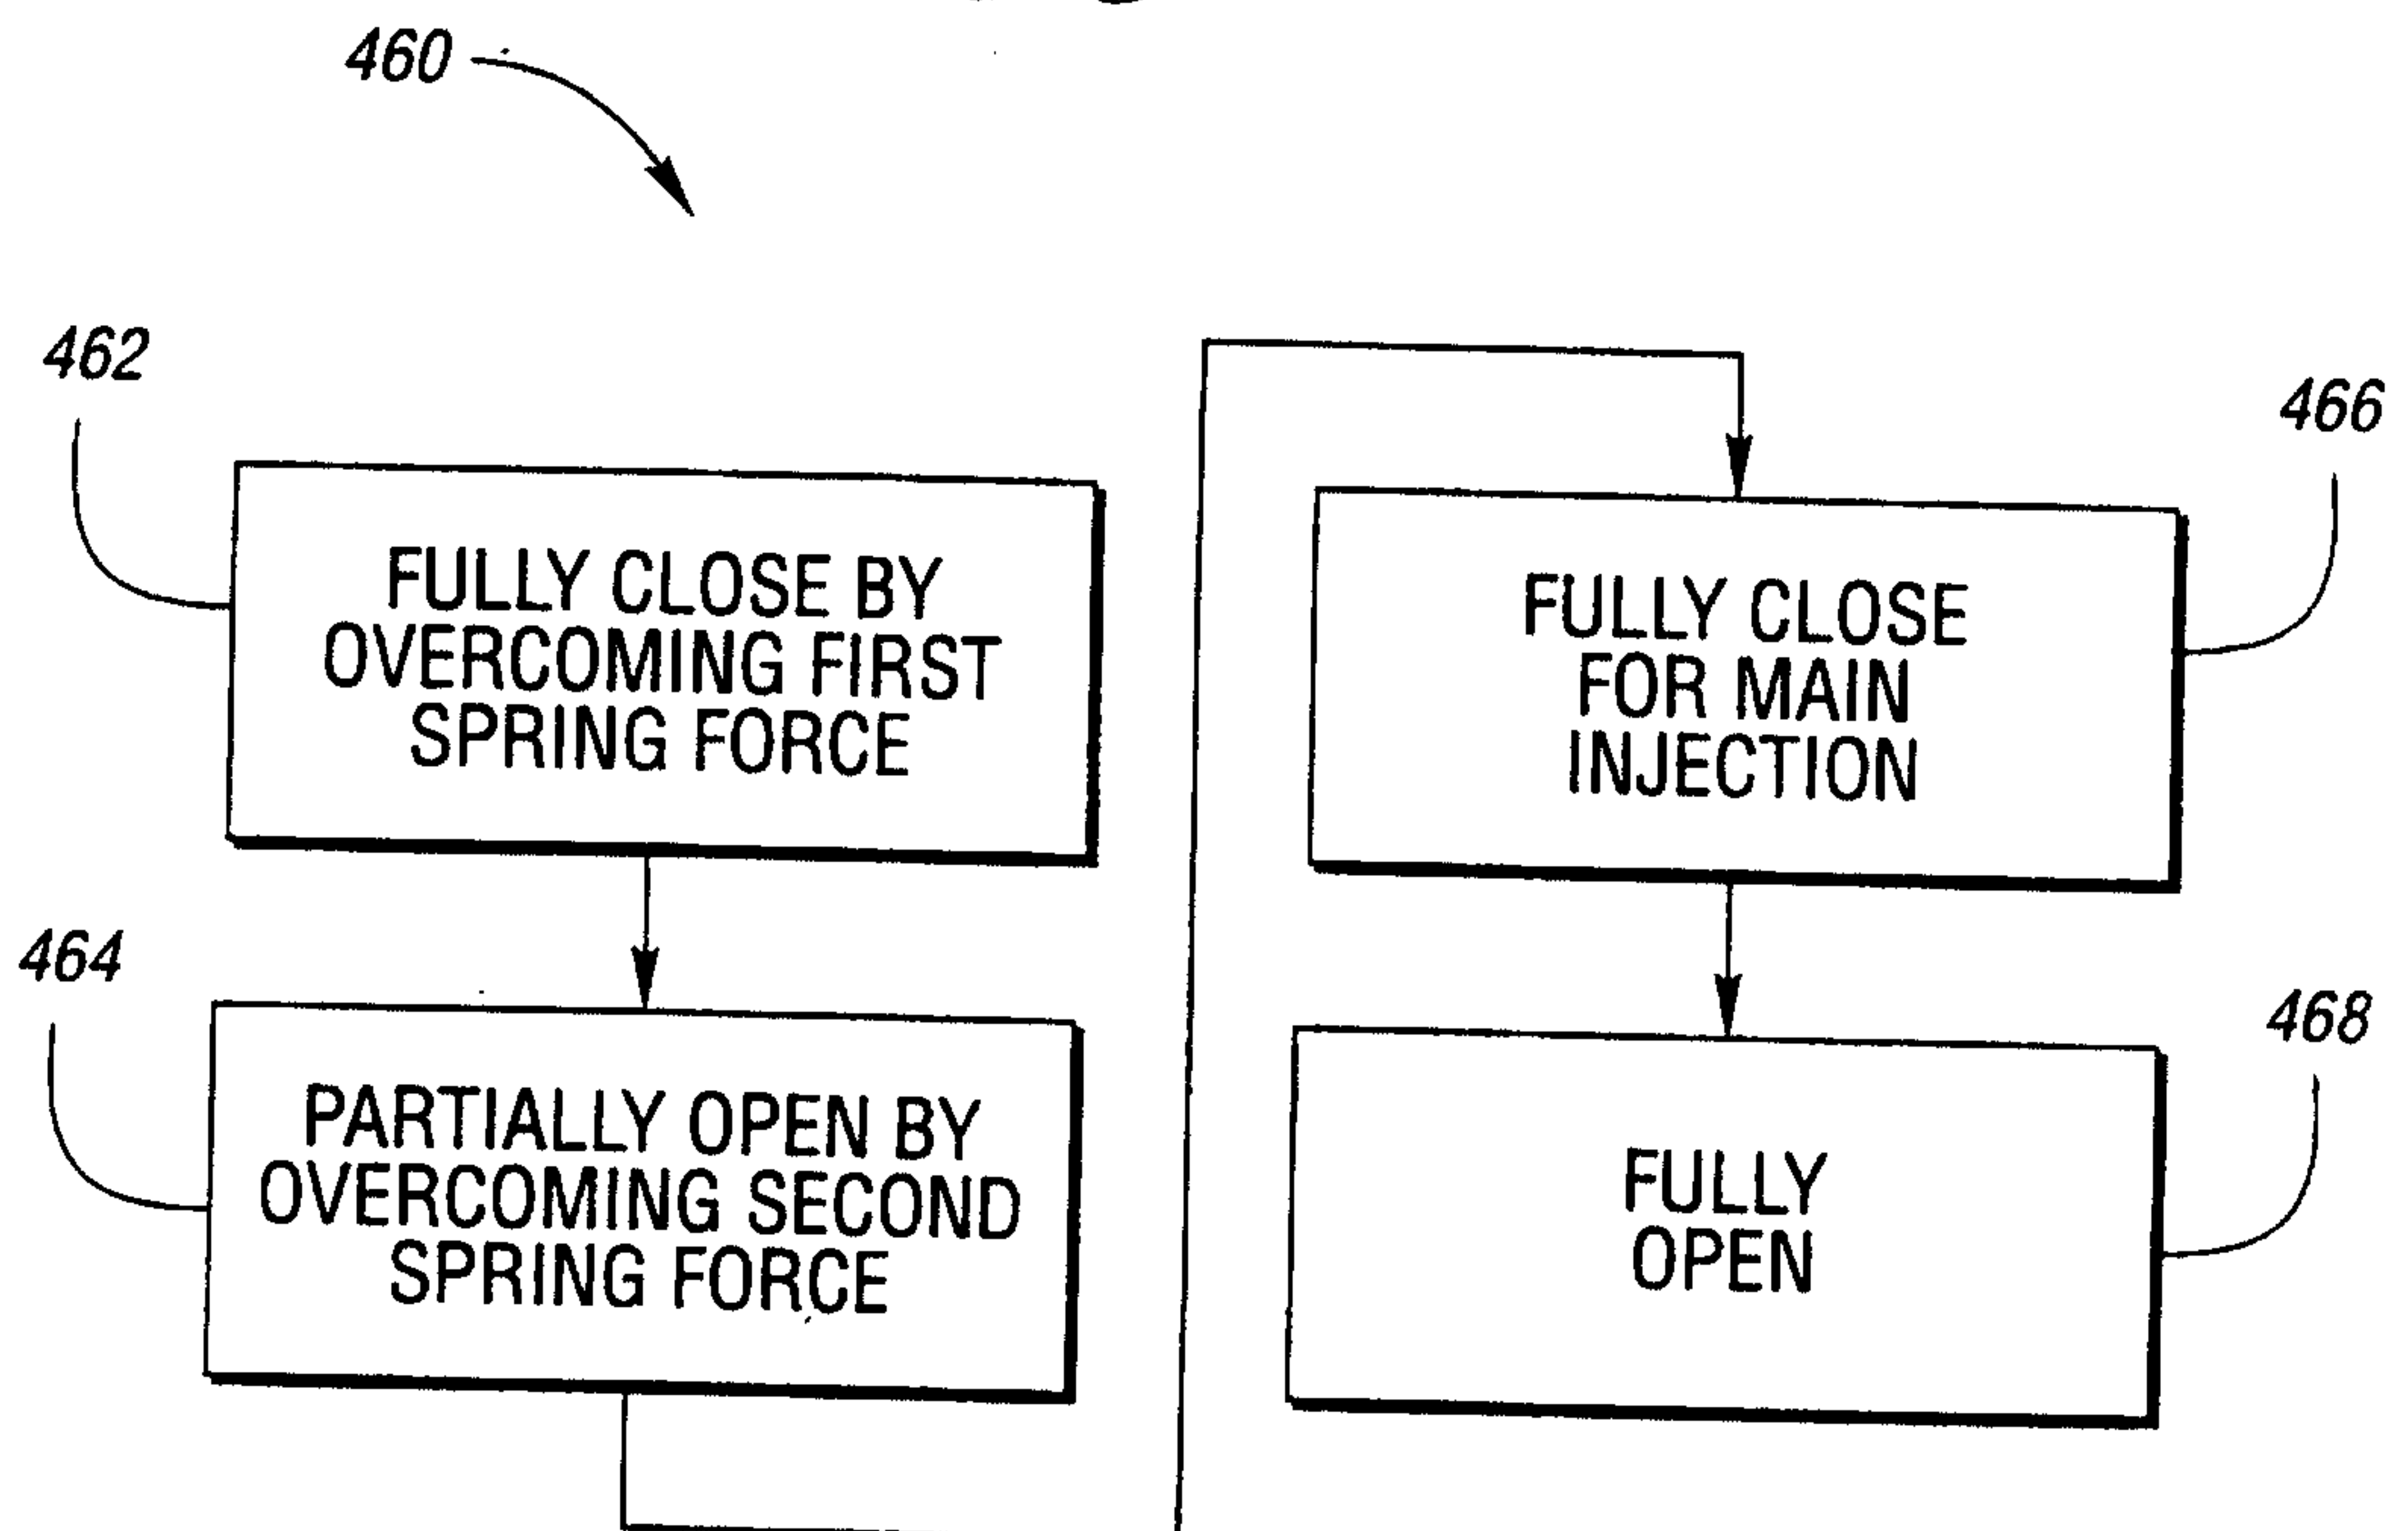 460
462
FULLY CLOSE BY
OVERCOMING FIRST
SPRING FORCE
464
PARTIALLY OPEN BY
OVERCOMING SECOND
SPRING FORCE
466
FULLY CLOSE
FOR MAIN
INJECTION
468
FULLY
OPEN